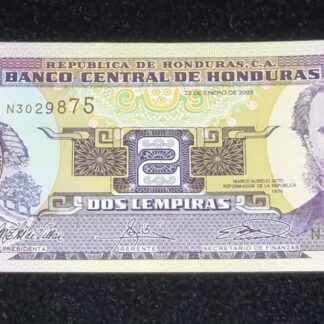 REPUBLICA DE HONDURAS, C.A.
BANCO CENTRAL DE HONDURAS
23 DE ENERO DE 2003
N3029875
2
MARCO AURELIO SOTO
REFORMADOR DE LA REPUBLICA
1876
DOS LEMPIRAS
N
PRESIDENTA
GERENTE
SECRETARIO DE FINANZAS